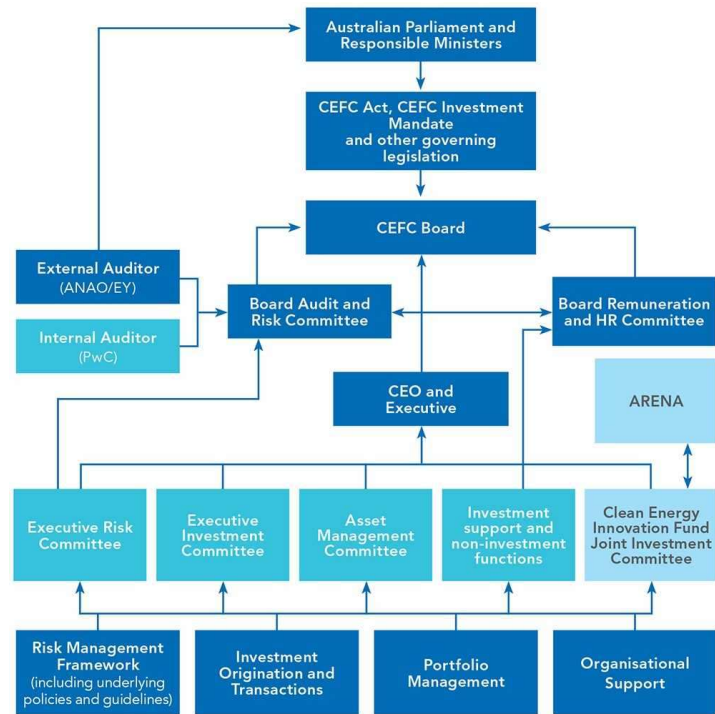 Australian Parliament and
Responsible Ministers
CEFC Act, CEFC Investment
Mandate
and other governing
legislation
CEFC Board
External Auditor
(ANAO/EY)
Internal Auditor
(PwC)
Board Audit and
Risk Committee
Board Remuneration
and HR Committee
CEO and
Executive
ARENA
Executive Risk
Committee
Executive
Investment
Committee
Asset
Management
Committee
Investment
support and
non-investment
functions
Clean Energy
Innovation Fund
Joint Investment
Committee
Risk Management
Framework
(including underlying
policies and guidelines)
Investment
Origination and
Transactions
Portfolio
Management
Organisational
Support